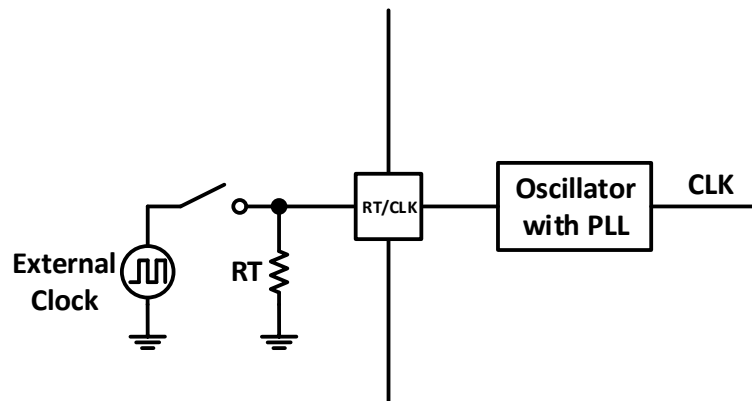 External
Clock
RT
RT/CLK
Oscillator
with PLL
CLK